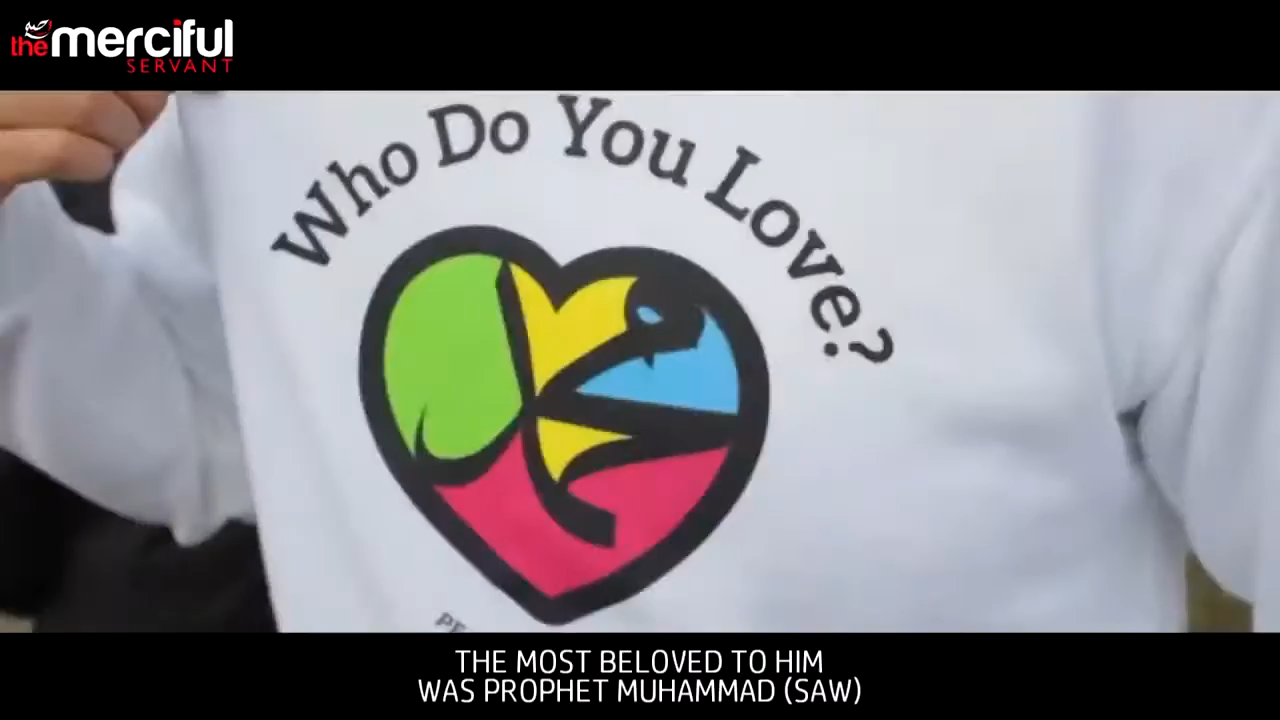 the merciful
SERVANT
Who Do You Love?
THE MOST BELOVED TO HIM
WAS PROPHET MUHAMMAD (SAW)